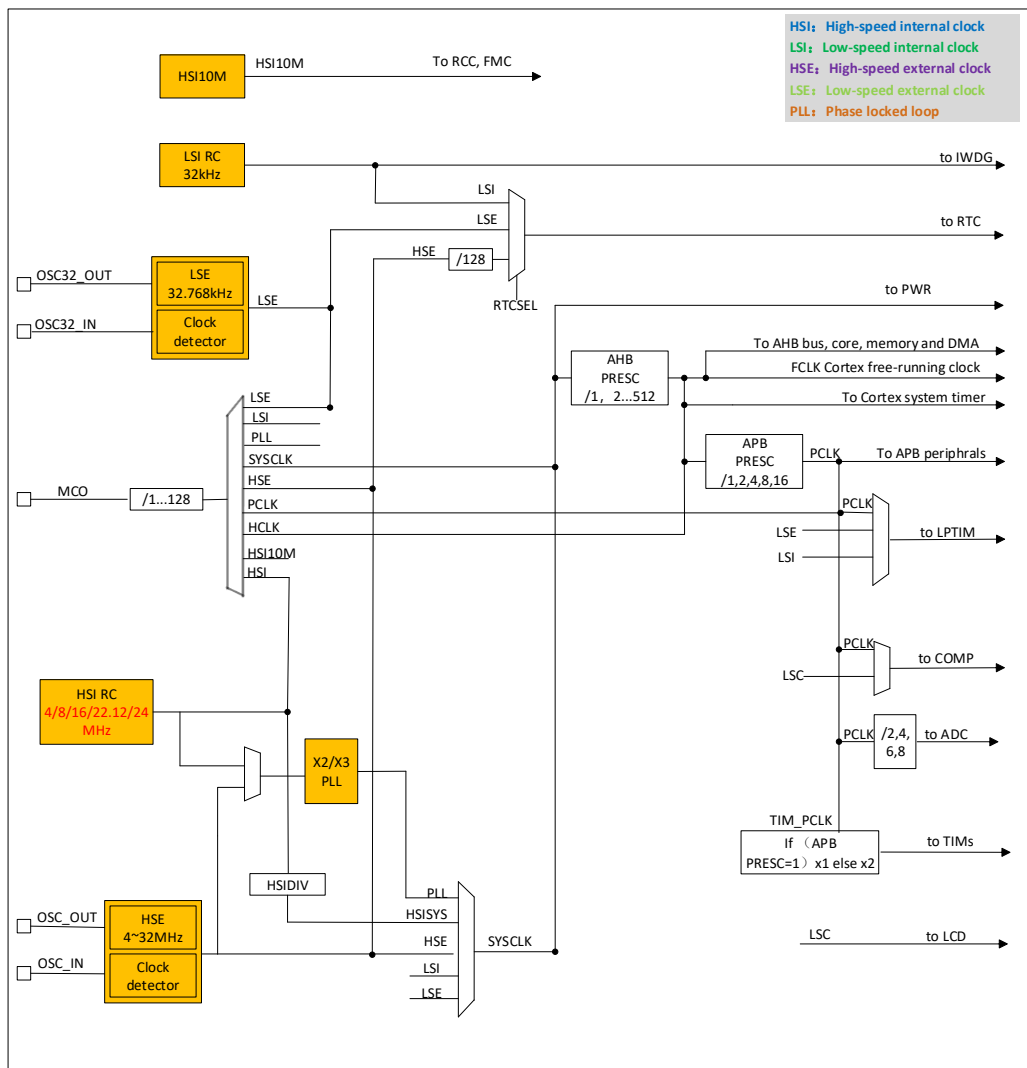 HSI：High-speed internal clock
LSI：Low-speed internal clock
HSE：High-speed external clock
LSE：Low-speed external clock
PLL：Phase locked loop
HSI10M
HSI10M
To RCC, FMC
LSI RC
32kHz
to IWDG
LSI
LSE
HSE
/128
to RTC
RTCSEL
OSC32_OUT
OSC32_IN
LSE
32.768kHz
Clock
detector
LSE
to PWR
AHB
PRESC
/1，2...512
To AHB bus, core, memory and DMA
FCLK Cortex free-running clock
To Cortex system timer
APB
PRESC
/1,2,4,8,16
PCLK
To APB periphrals
MCO
/1...128
LSE
LSI
PLL
SYSCLK
HSE
PCLK
HCLK
HSI10M
HSI
PCLK
LSE
LSI
to LPTIM
PCLK
LSC
to COMP
HSI RC
4/8/16/22.12/24
MHz
X2/X3
PLL
PCLK
/2,4,
6,8
to ADC
TIM_PCLK
If （APB
PRESC=1）x1 else x2
to TIMs
HSIDIV
OSC_OUT
OSC_IN
HSE
4~32MHz
Clock
detector
PLL
HSISYS
HSE
LSI
LSE
SYSCLK
LSC
to LCD